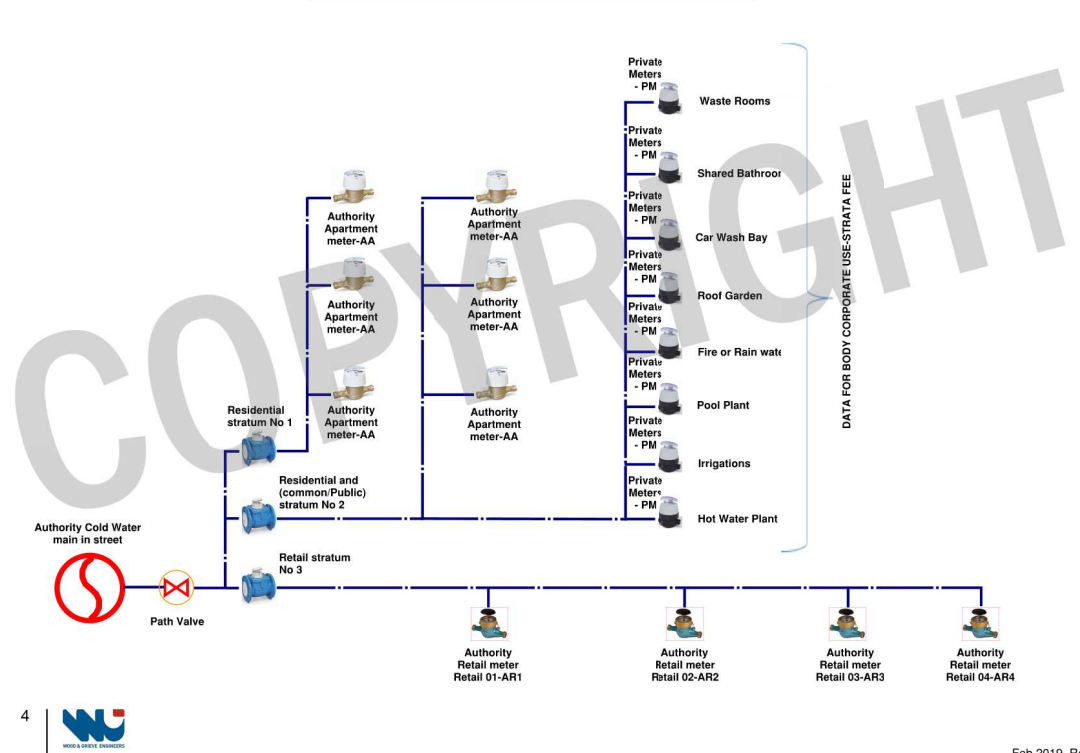 Private
Meters
- PM
Waste Rooms
Private
Meters
- PM
Shared Bathroor
Private
Meters
- PM
Car Wash Bay
Private
Meters
- PM
Roof Garden
Private
Meters
- PM
Fire or Rain wate
Private
Meters
- PM
Pool Plant
Private
Meters
- PM
Irrigations
Private
Meters
- PM
Hot Water Plant
DATA FOR BODY CORPORATE USE-STRATA FEE
Authority
Apartment
meter-AA
Authority
Apartment
meter-AA
Authority
Apartment
meter-AA
Authority
Apartment
meter-AA
Authority
Apartment
meter-AA
Authority
Apartment
meter-AA
Residential
stratum No 1
Residential and
(common/Public)
stratum No 2
Authority Cold Water
main in street
Retail stratum
No 3
Path Valve
Authority
Retail meter
Retail 01-AR1
Authority
Retail meter
Retail 02-AR2
Authority
Retail meter
Retail 03-AR3
Authority
Retail meter
Retail 04-AR4
COPYRIGHT
4
WOOD & GRIEVE ENGINEERS